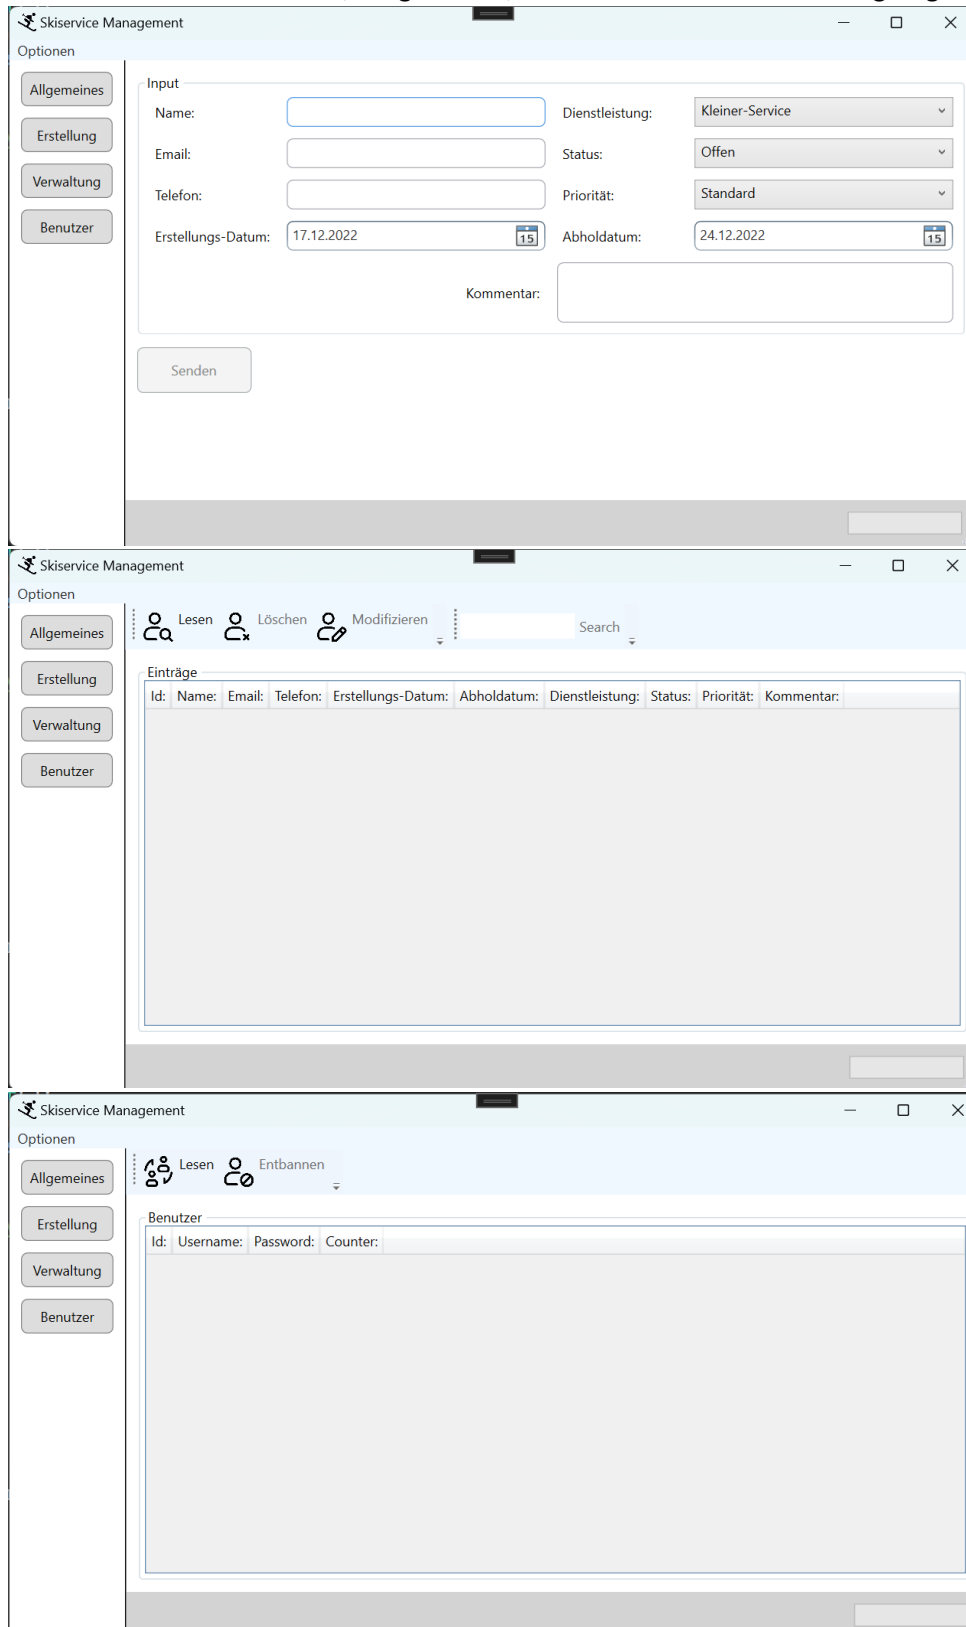 Skiservice Management
Optionen
Allgemeines
Erstellung
Verwaltung
Benutzer
Input
Name:
Dienstleistung: Kleiner-Service
Email:
Status: Offen
Telefon:
Priorität: Standard
Erstellungs-Datum: 17.12.2022 15
Abholdatum: 24.12.2022 15
Kommentar:
Senden
Skiservice Management
Optionen
Allgemeines
Erstellung
Verwaltung
Benutzer
Lesen Löschen Modifizieren Search
Einträge
Id: Name: Email: Telefon: Erstellungs-Datum: Abholdatum: Dienstleistung: Status: Priorität: Kommentar:
Skiservice Management
Optionen
Allgemeines
Erstellung
Verwaltung
Benutzer
Lesen Entbannen
Benutzer
Id: Username: Password: Counter: